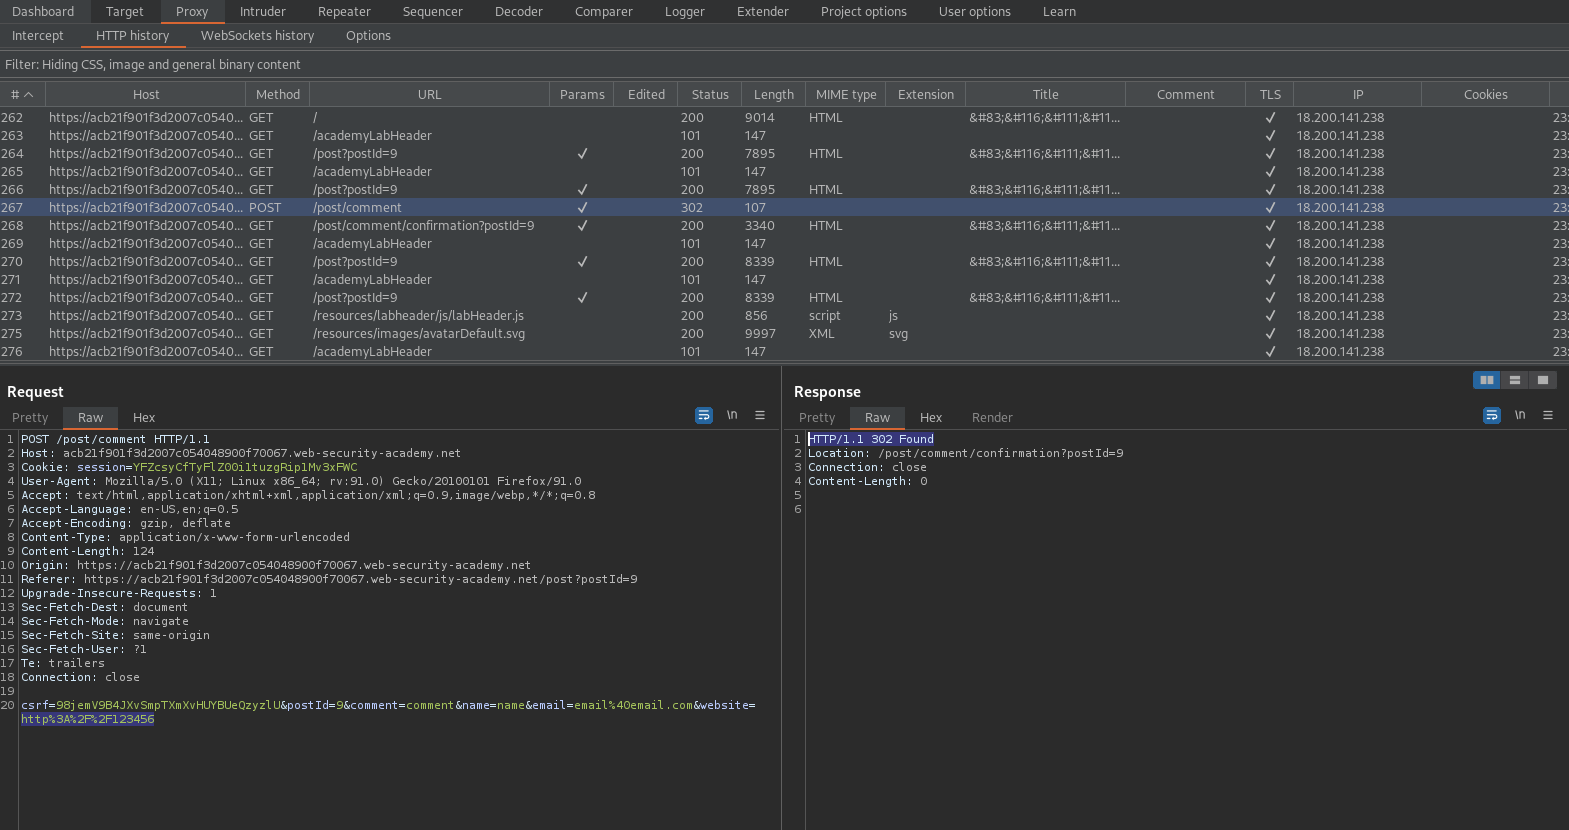 Dashboard Target Proxy Intruder Repeater Sequencer Decoder Comparer Logger Extender Project options User options Learn
Intercept HTTP history WebSockets history Options
Filter: Hiding CSS, image and general binary content
# Host Method URL Params Edited Status Length MIME type Extension Title Comment TLS IP Cookies
262 https://acb21f901f3d2007c0540... GET / 200 9014 HTML &#83;&#116;&#111;&#11... ✓ 18.200.141.238 23:
263 https://acb21f901f3d2007c0540... GET /academyLabHeader 101 147 ✓ 18.200.141.238 23:
264 https://acb21f901f3d2007c0540... GET /post?postId=9 ✓ 200 7895 HTML &#83;&#116;&#111;&#11... ✓ 18.200.141.238 23:
265 https://acb21f901f3d2007c0540... GET /academyLabHeader 101 147 ✓ 18.200.141.238 23:
266 https://acb21f901f3d2007c0540... GET /post?postId=9 ✓ 200 7895 HTML &#83;&#116;&#111;&#11... ✓ 18.200.141.238 23:
267 https://acb21f901f3d2007c0540... POST /post/comment ✓ 302 107 ✓ 18.200.141.238 23:
268 https://acb21f901f3d2007c0540... GET /post/comment/confirmation?postId=9 ✓ 200 3340 HTML &#83;&#116;&#111;&#11... ✓ 18.200.141.238 23:
269 https://acb21f901f3d2007c0540... GET /academyLabHeader 101 147 ✓ 18.200.141.238 23:
270 https://acb21f901f3d2007c0540... GET /post?postId=9 ✓ 200 8339 HTML &#83;&#116;&#111;&#11... ✓ 18.200.141.238 23:
271 https://acb21f901f3d2007c0540... GET /academyLabHeader 101 147 ✓ 18.200.141.238 23:
272 https://acb21f901f3d2007c0540... GET /post?postId=9 ✓ 200 8339 HTML &#83;&#116;&#111;&#11... ✓ 18.200.141.238 23:
273 https://acb21f901f3d2007c0540... GET /resources/labheader/js/labHeader.js 200 856 script js ✓ 18.200.141.238 23:
275 https://acb21f901f3d2007c0540... GET /resources/images/avatarDefault.svg 200 9997 XML svg ✓ 18.200.141.238 23:
276 https://acb21f901f3d2007c0540... GET /academyLabHeader 101 147 ✓ 18.200.141.238 23:
Request
Pretty Raw Hex \n
1 POST /post/comment HTTP/1.1
2 Host: acb21f901f3d2007c054048900f70067.web-security-academy.net
3 Cookie: session=YFZcsyCfTyFlZ00i1tuzgRip1Mv3xFWC
4 User-Agent: Mozilla/5.0 (X11; Linux x86_64; rv:91.0) Gecko/20100101 Firefox/91.0
5 Accept: text/html,application/xhtml+xml,application/xml;q=0.9,image/webp,*/*;q=0.8
6 Accept-Language: en-US,en;q=0.5
7 Accept-Encoding: gzip, deflate
8 Content-Type: application/x-www-form-urlencoded
9 Content-Length: 124
10 Origin: https://acb21f901f3d2007c054048900f70067.web-security-academy.net
11 Referer: https://acb21f901f3d2007c054048900f70067.web-security-academy.net/post?postId=9
12 Upgrade-Insecure-Requests: 1
13 Sec-Fetch-Dest: document
14 Sec-Fetch-Mode: navigate
15 Sec-Fetch-Site: same-origin
16 Sec-Fetch-User: ?1
17 Te: trailers
18 Connection: close
19
20 csrf=98jemV9B4JXvSmpTXmXvHUYBUeQzyzlU&postId=9&comment=comment&name=name&email=email%40email.com&website=
http%3A%2F%2F123456
Response
Pretty Raw Hex Render \n
1 HTTP/1.1 302 Found
2 Location: /post/comment/confirmation?postId=9
3 Connection: close
4 Content-Length: 0
5
6